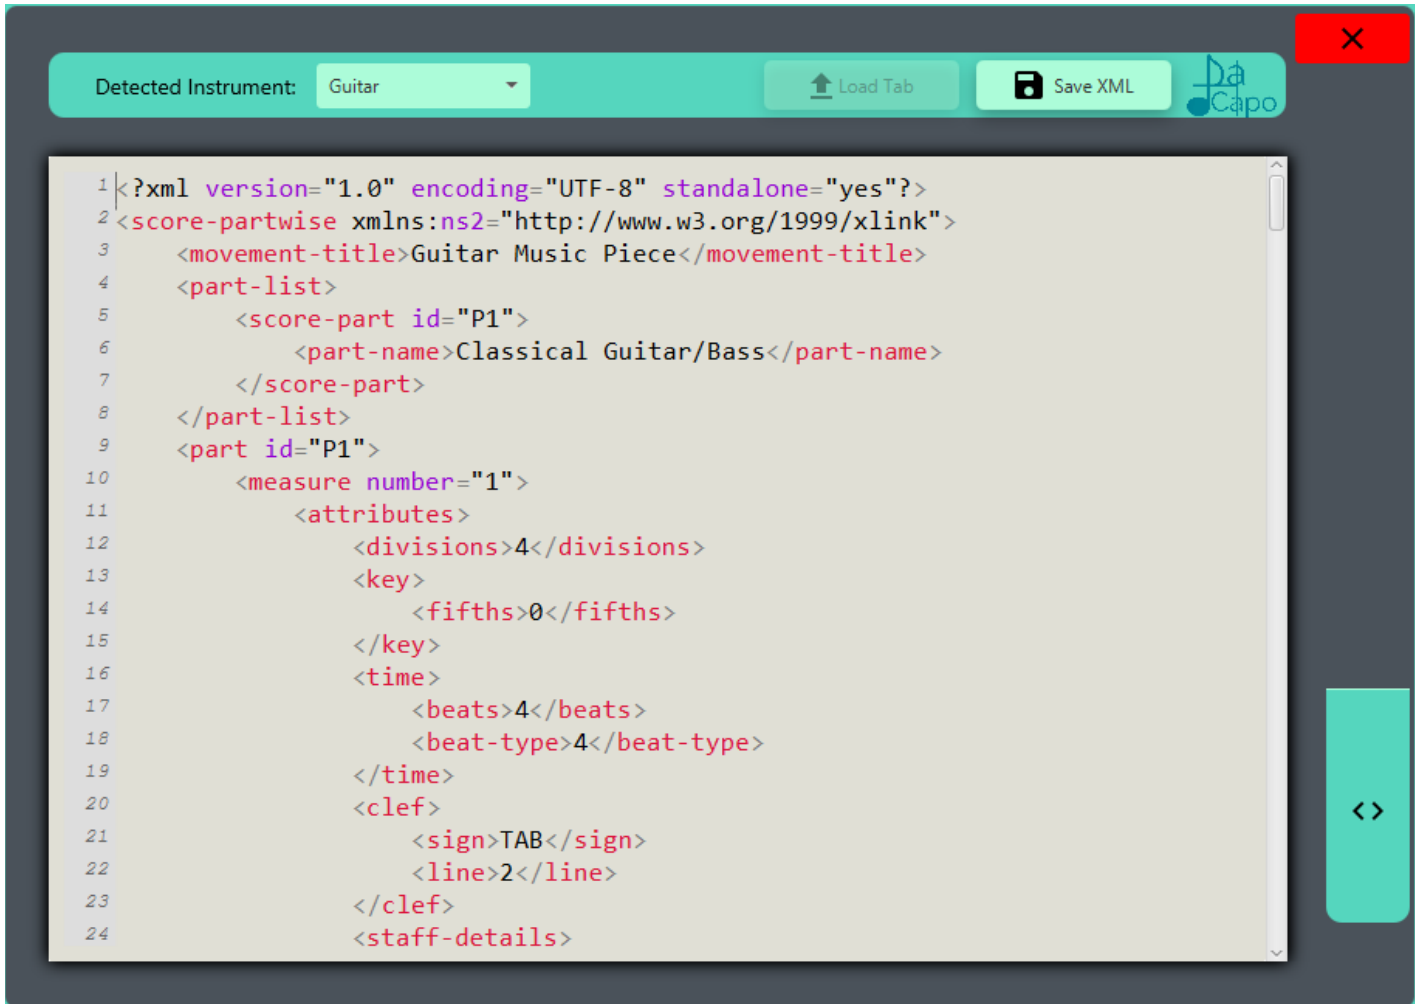 Detected Instrument: Guitar Load Tab Save XML Da Capo
1 <?xml version="1.0" encoding="UTF-8" standalone="yes"?>
2 <score-partwise xmlns:ns2="http://www.w3.org/1999/xlink">
3     <movement-title>Guitar Music Piece</movement-title>
4     <part-list>
5         <score-part id="P1">
6             <part-name>Classical Guitar/Bass</part-name>
7         </score-part>
8     </part-list>
9     <part id="P1">
10         <measure number="1">
11             <attributes>
12                 <divisions>4</divisions>
13                 <key>
14                     <fifths>0</fifths>
15                 </key>
16                 <time>
17                     <beats>4</beats>
18                     <beat-type>4</beat-type>
19                 </time>
20                 <clef>
21                     <sign>TAB</sign>
22                     <line>2</line>
23                 </clef>
24                 <staff-details>